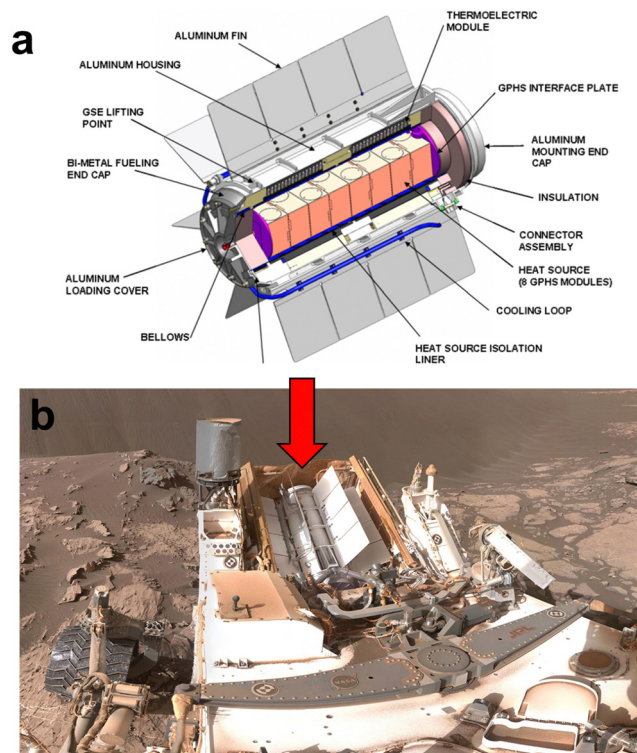 a
ALUMINUM FIN
THERMOELECTRIC
MODULE
ALUMINUM HOUSING
GPHS INTERFACE PLATE
GSE LIFTING
POINT
ALUMINUM
MOUNTING END
CAP
BI-METAL FUELING
END CAP
INSULATION
CONNECTOR
ASSEMBLY
ALUMINUM
LOADING COVER
HEAT SOURCE
(8 GPHS MODULES)
COOLING LOOP
BELLOWS
HEAT SOURCE ISOLATION
LINER
b
JPL